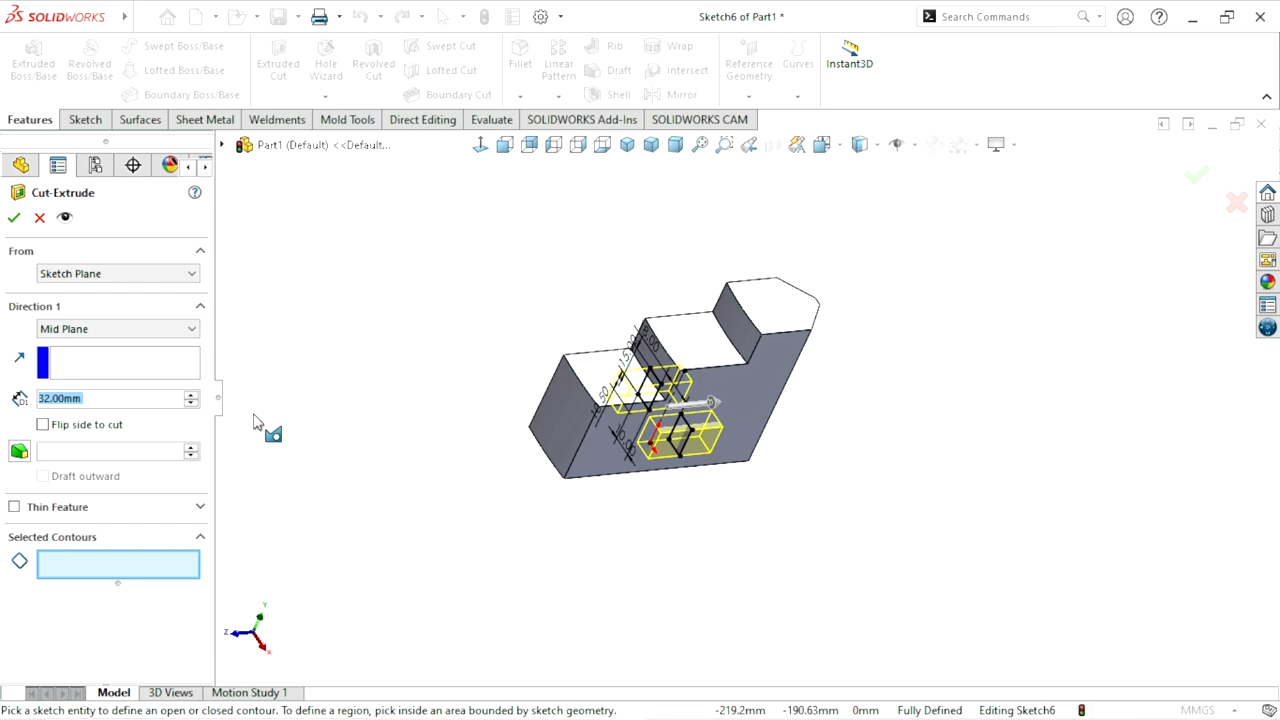 SOLIDWORKS
Sketch6 of Part1 *
Search Commands
Extruded Boss/Base
Revolved Boss/Base
Swept Boss/Base
Lofted Boss/Base
Boundary Boss/Base
Extruded Cut
Hole Wizard
Revolved Cut
Swept Cut
Lofted Cut
Boundary Cut
Fillet
Linear Pattern
Rib
Draft
Shell
Wrap
Intersect
Mirror
Reference Geometry
Curves
Instant3D
Features
Sketch
Surfaces
Sheet Metal
Weldments
Mold Tools
Direct Editing
Evaluate
SOLIDWORKS Add-Ins
SOLIDWORKS CAM
Part1 (Default) <<Default...
Cut-Extrude
From
Sketch Plane
Direction 1
Mid Plane
D1
32.00mm
Flip side to cut
Draft outward
Thin Feature
Selected Contours
10.00
Y
Z
X
Model
3D Views
Motion Study 1
Pick a sketch entity to define an open or closed contour. To define a region, pick inside an area bounded by sketch geometry.
-219.2mm
-190.63mm
0mm
Fully Defined
Editing Sketch6
MMGS